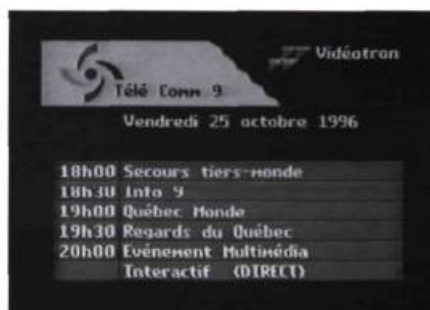 Vidéotron
Télé Comm 9
Vendredi 25 octobre 1996
18h00 Secours tiers-monde
18h30 Info 9
19h00 Québec Monde
19h30 Regards du Québec
20h00 Evénement Multimédia
Interactif (DIRECT)